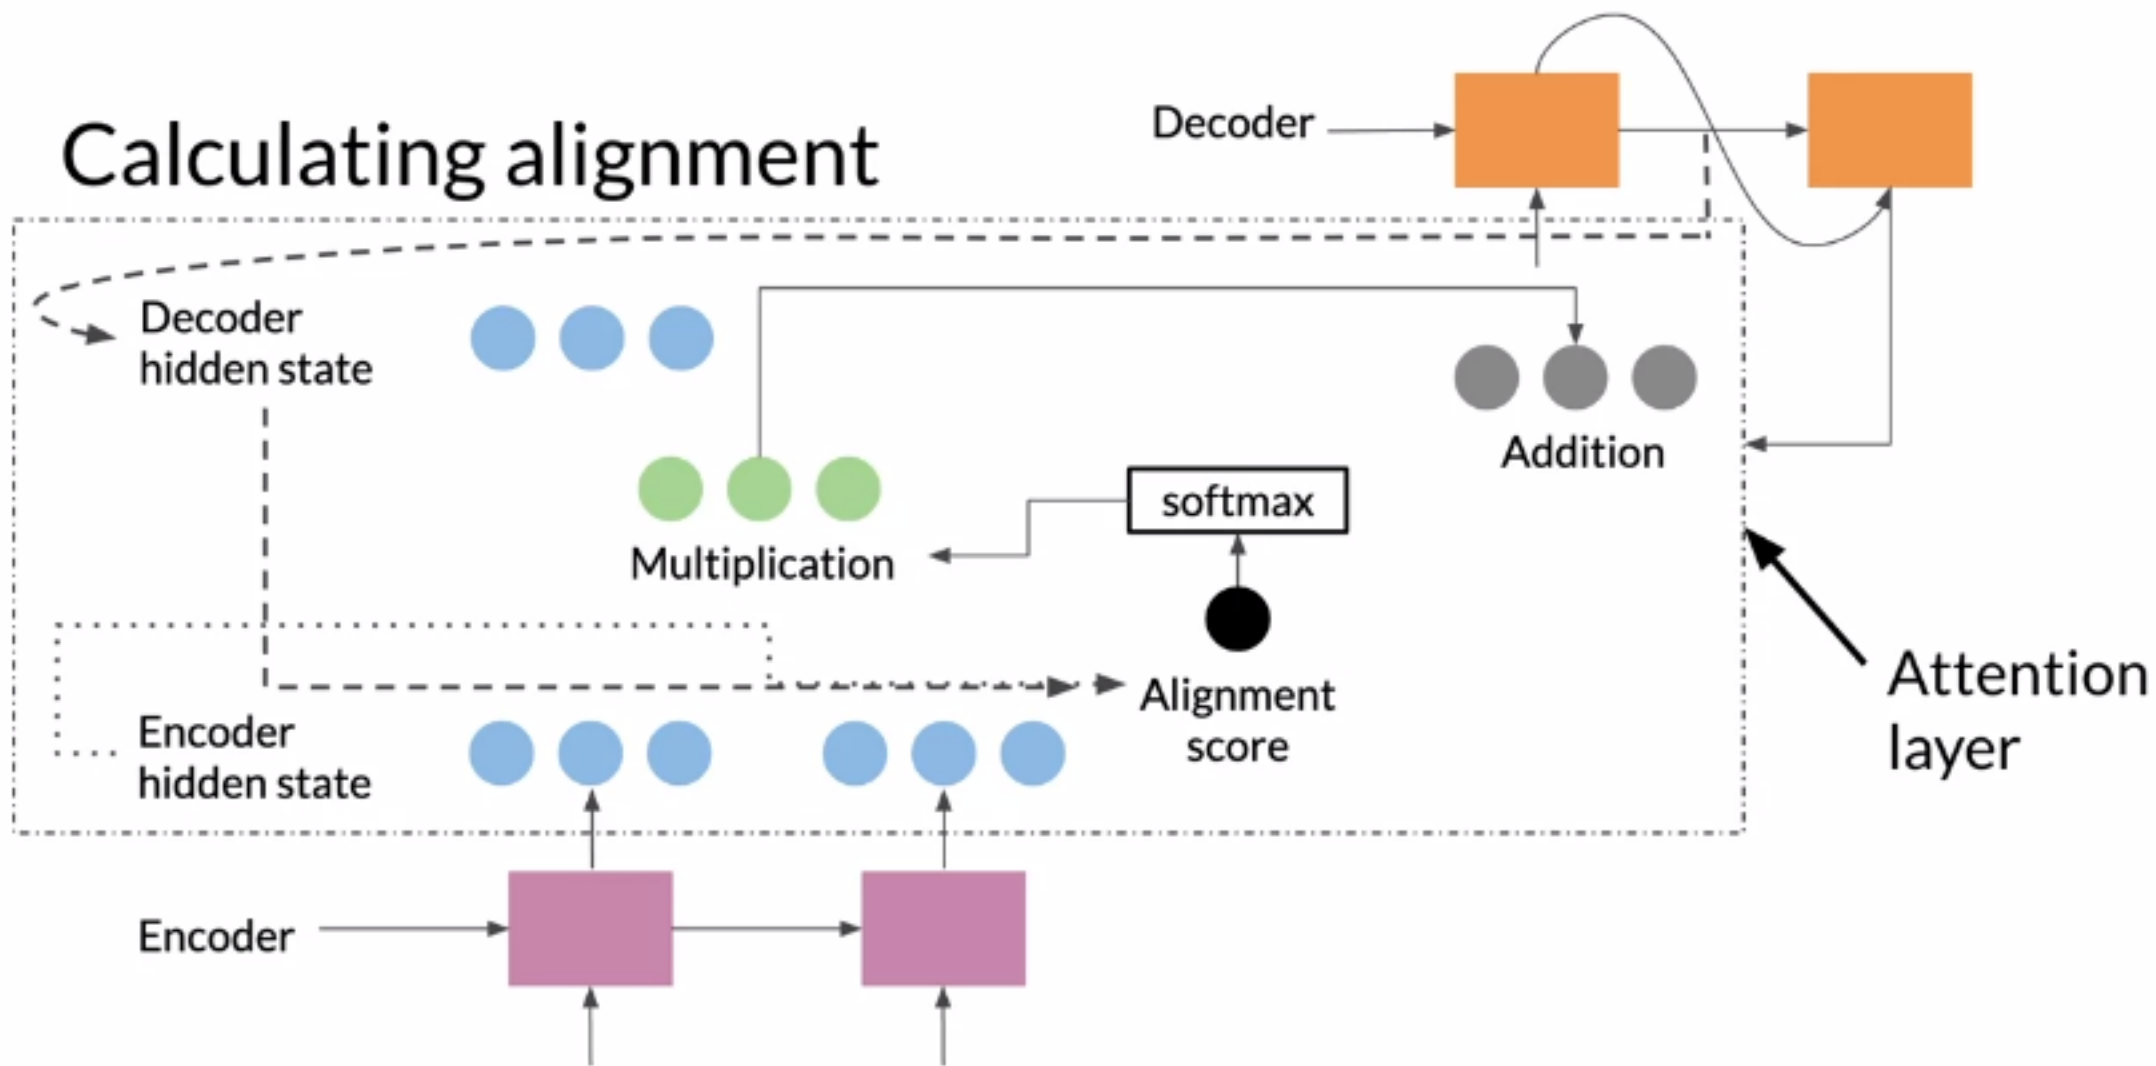 Calculating alignment
Decoder
Decoder
hidden state
Addition
softmax
Multiplication
Alignment
score
Attention
layer
Encoder
hidden state
Encoder